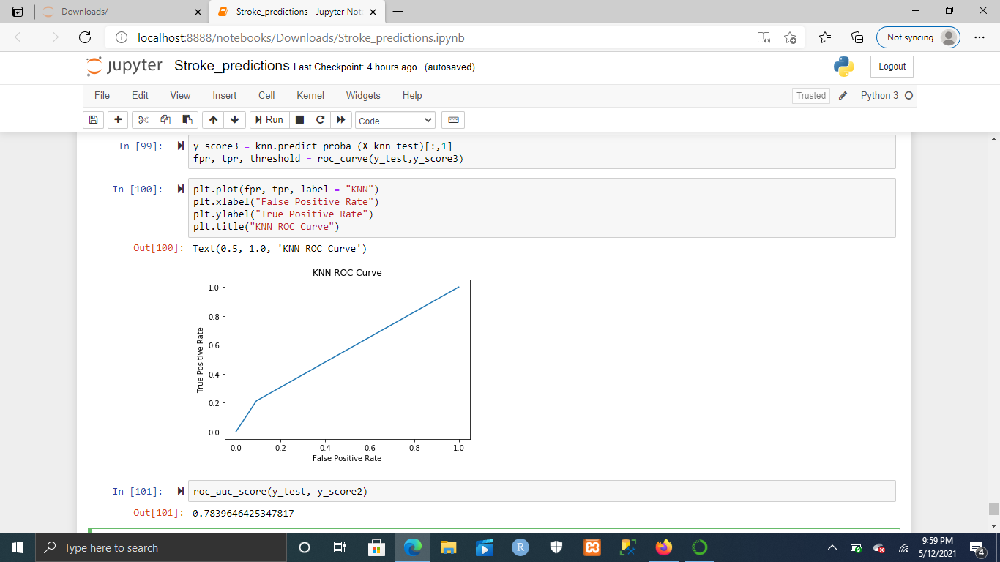 Downloads/
Stroke_predictions - Jupyter Not
localhost:8888/notebooks/Downloads/Stroke_predictions.ipynb
Not syncing
jupyter Stroke_predictions Last Checkpoint: 4 hours ago (autosaved)
Logout
File Edit View Insert Cell Kernel Widgets Help
Trusted
Python 3
Run
Code
In [99]:
y_score3 = knn.predict_proba (X_knn_test)[:,1]
fpr, tpr, threshold = roc_curve(y_test,y_score3)
In [100]:
plt.plot(fpr, tpr, label = "KNN")
plt.xlabel("False Positive Rate")
plt.ylabel("True Positive Rate")
plt.title("KNN ROC Curve")
Out[100]: Text(0.5, 1.0, 'KNN ROC Curve')
KNN ROC Curve
1.0
0.8
0.6
0.4
0.2
0.0
True Positive Rate
0.0 0.2 0.4 0.6 0.8 1.0
False Positive Rate
In [101]:
roc_auc_score(y_test, y_score2)
Out[101]: 0.7839646425347817
Type here to search
R
9:59 PM
5/12/2021
4